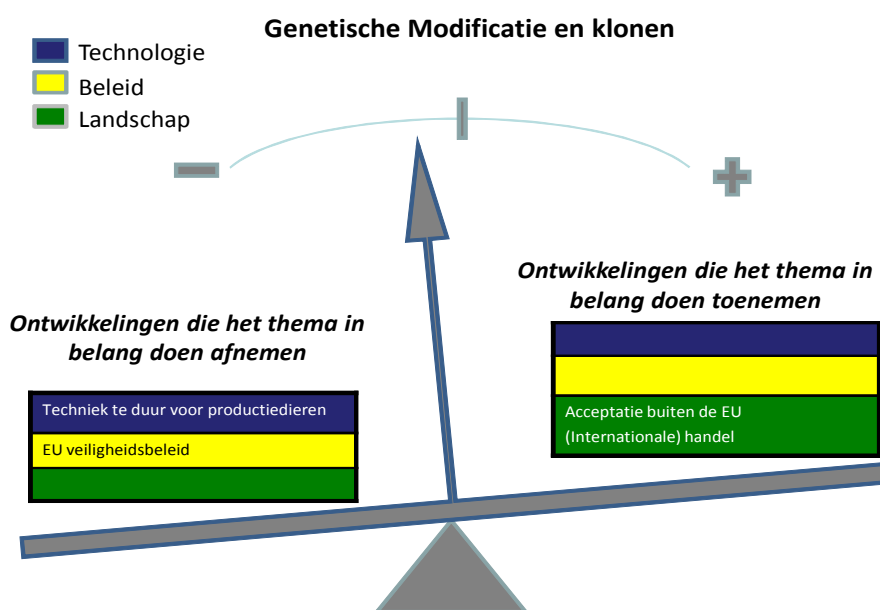 Genetische Modificatie en klonen
Technologie
Beleid
Landschap
Ontwikkelingen die het thema in
belang doen toenemen
Ontwikkelingen die het thema in
belang doen afnemen
Techniek te duur voor productiedieren
EU veiligheidsbeleid
Acceptatie buiten de EU
(Internationale) handel